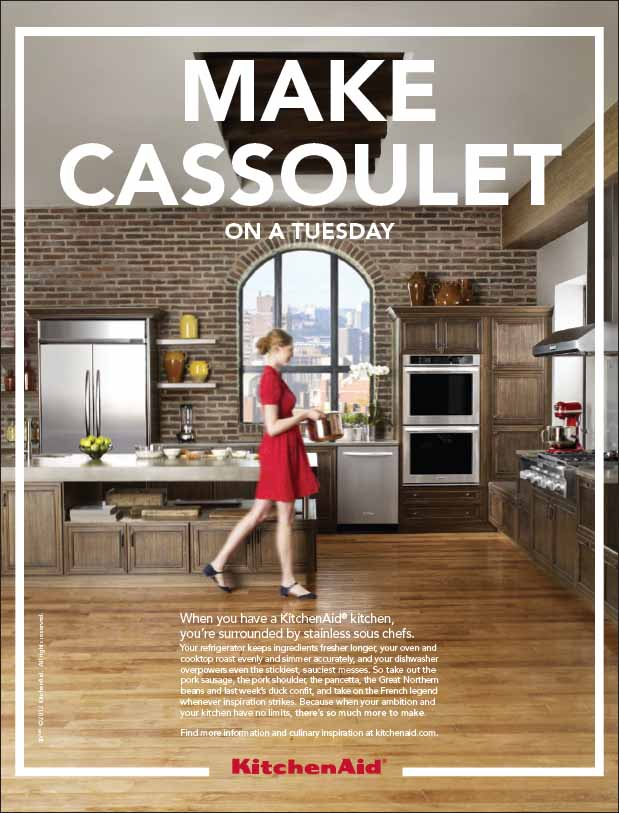 MAKE
CASSOULET
ON A TUESDAY
When you have a KitchenAid® kitchen,
you're surrounded by stainless sous chefs.
Your refrigerator keeps ingredients fresher longer, your oven and
cooktop roast evenly and simmer accurately, and your dishwasher
overpowers even the stickiest, sauciest messes. So take out the
pork sausage, the pork shoulder, the pancetta, the Great Northern
beans and last week's duck confit, and take on the French legend
whenever inspiration strikes. Because when your ambition and
your kitchen have no limits, there's so much more to make.
Find more information and culinary inspiration at kitchenaid.com.
KitchenAid. All rights reserved.
KitchenAid®